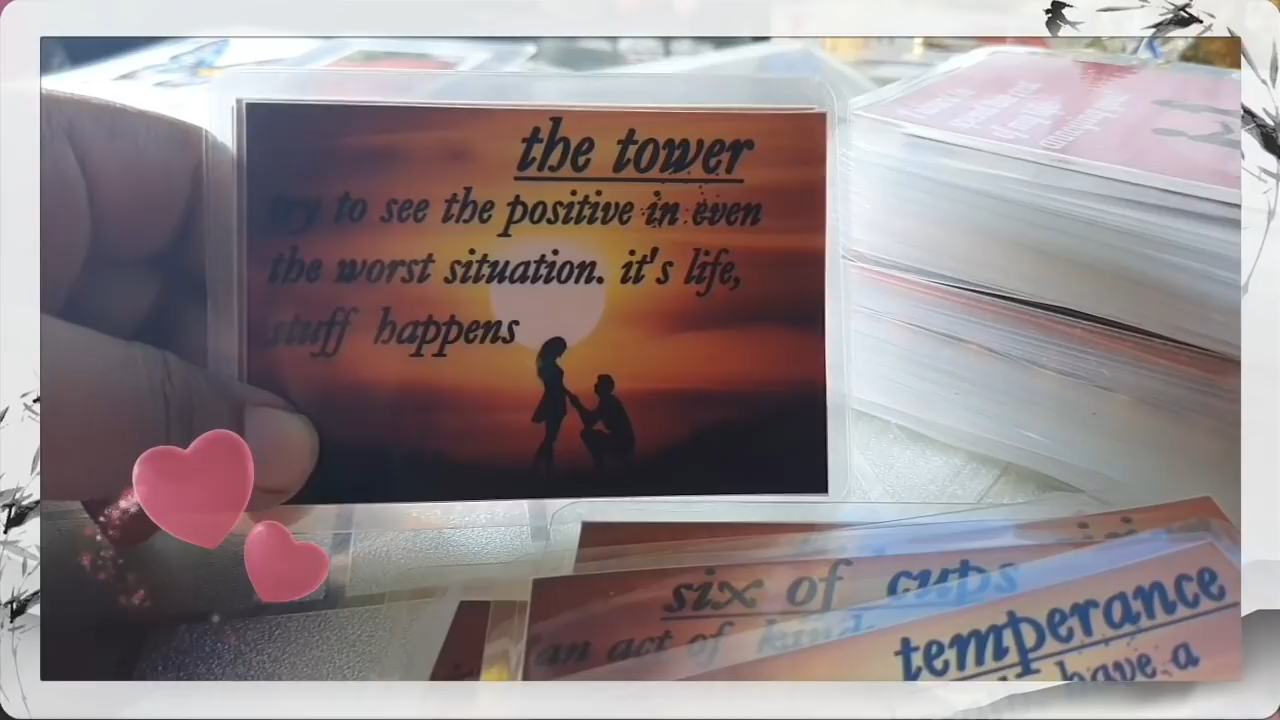 the tower
try to see the positive in even
the worst situation. it's life,
stuff happens
six of cups
an act of kind
temperance
have a